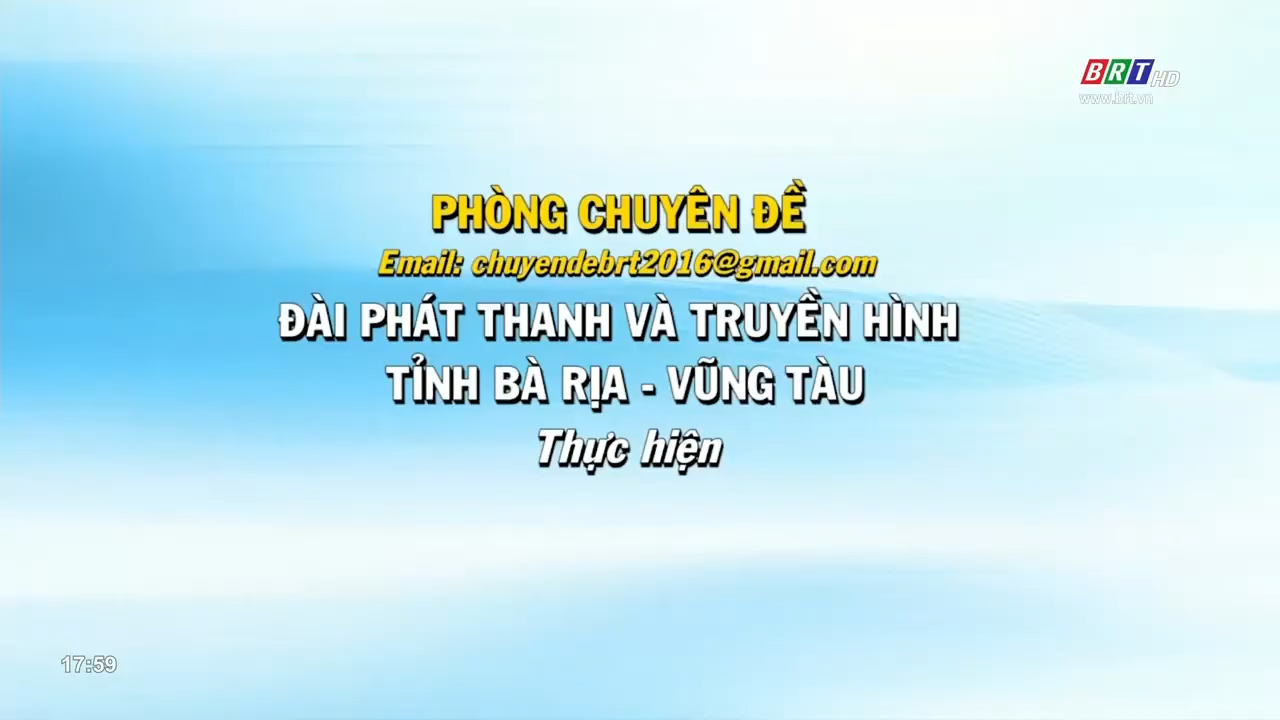 BRT HD
www.brt.vn
PHÒNG CHUYÊN ĐỀ
Email: chuyendebrt2016@gmail.com
ĐÀI PHÁT THANH VÀ TRUYỀN HÌNH
TỈNH BÀ RỊA - VŨNG TÀU
Thực hiện
17:59